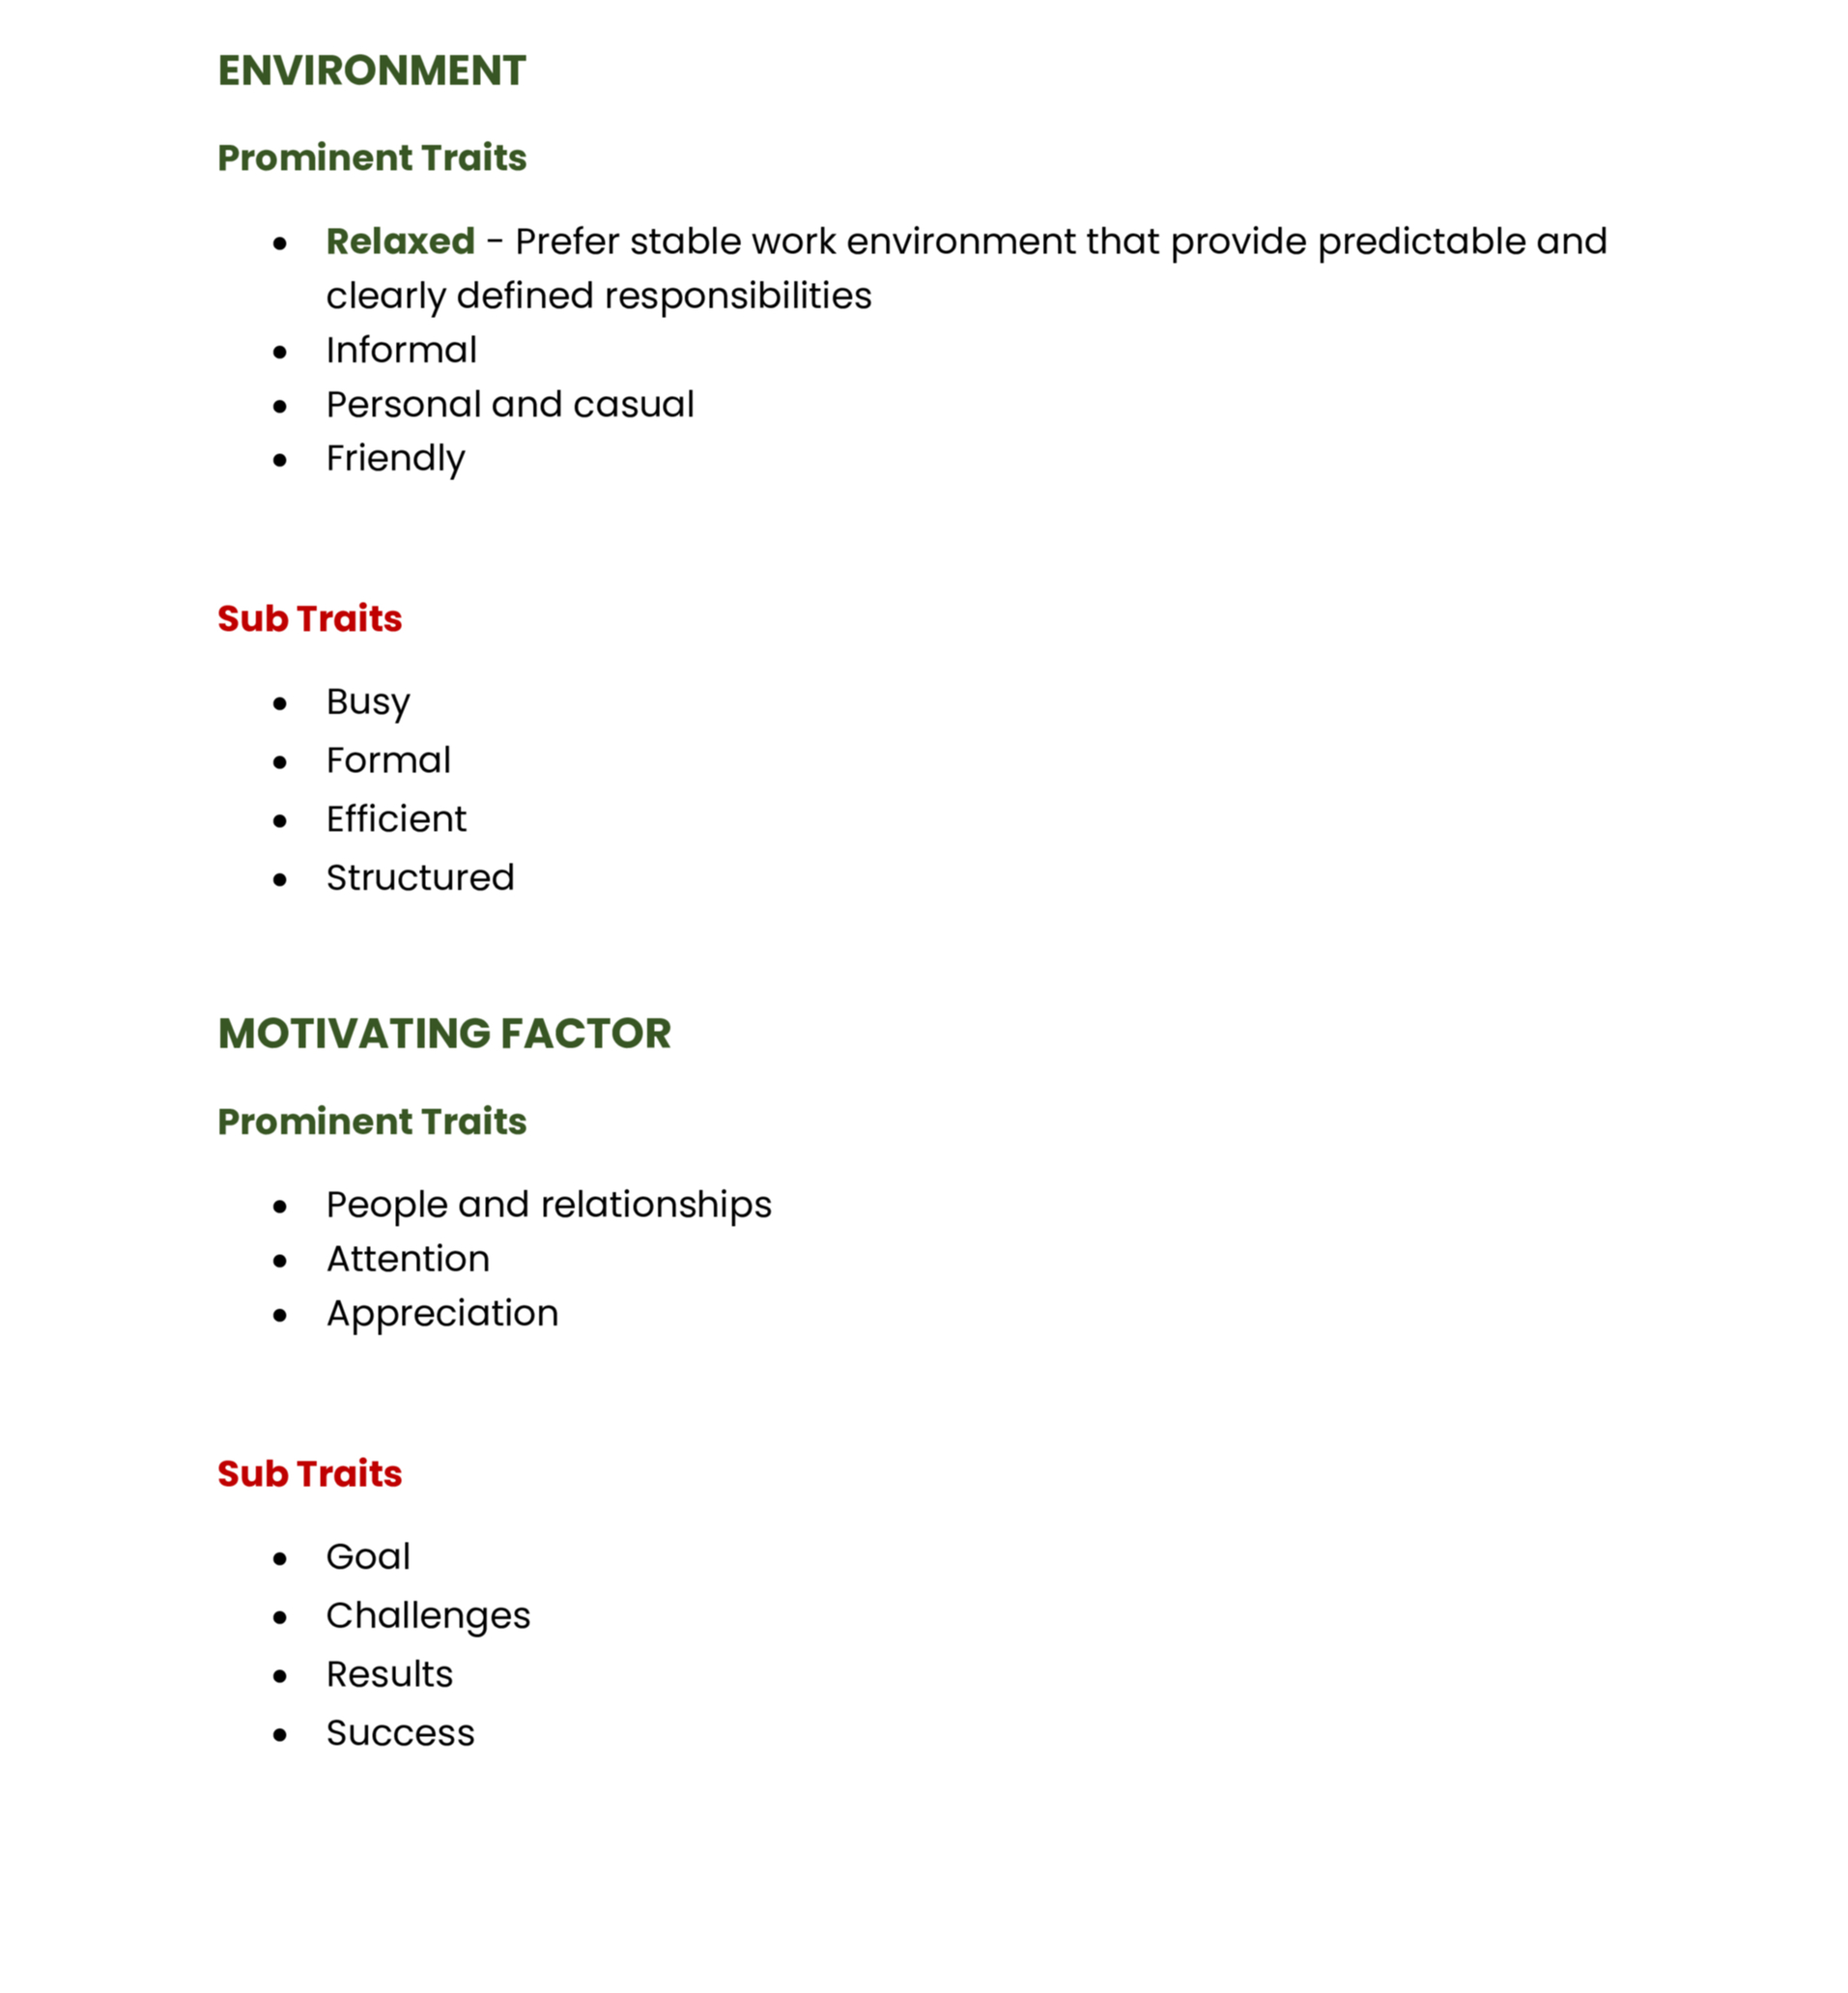 ENVIRONMENT
Prominent Traits
● Relaxed - Prefer stable work environment that provide predictable and
clearly defined responsibilities
● Informal
● Personal and casual
● Friendly
Sub Traits
● Busy
● Formal
● Efficient
● Structured
MOTIVATING FACTOR
Prominent Traits
● People and relationships
● Attention
● Appreciation
Sub Traits
● Goal
● Challenges
● Results
● Success